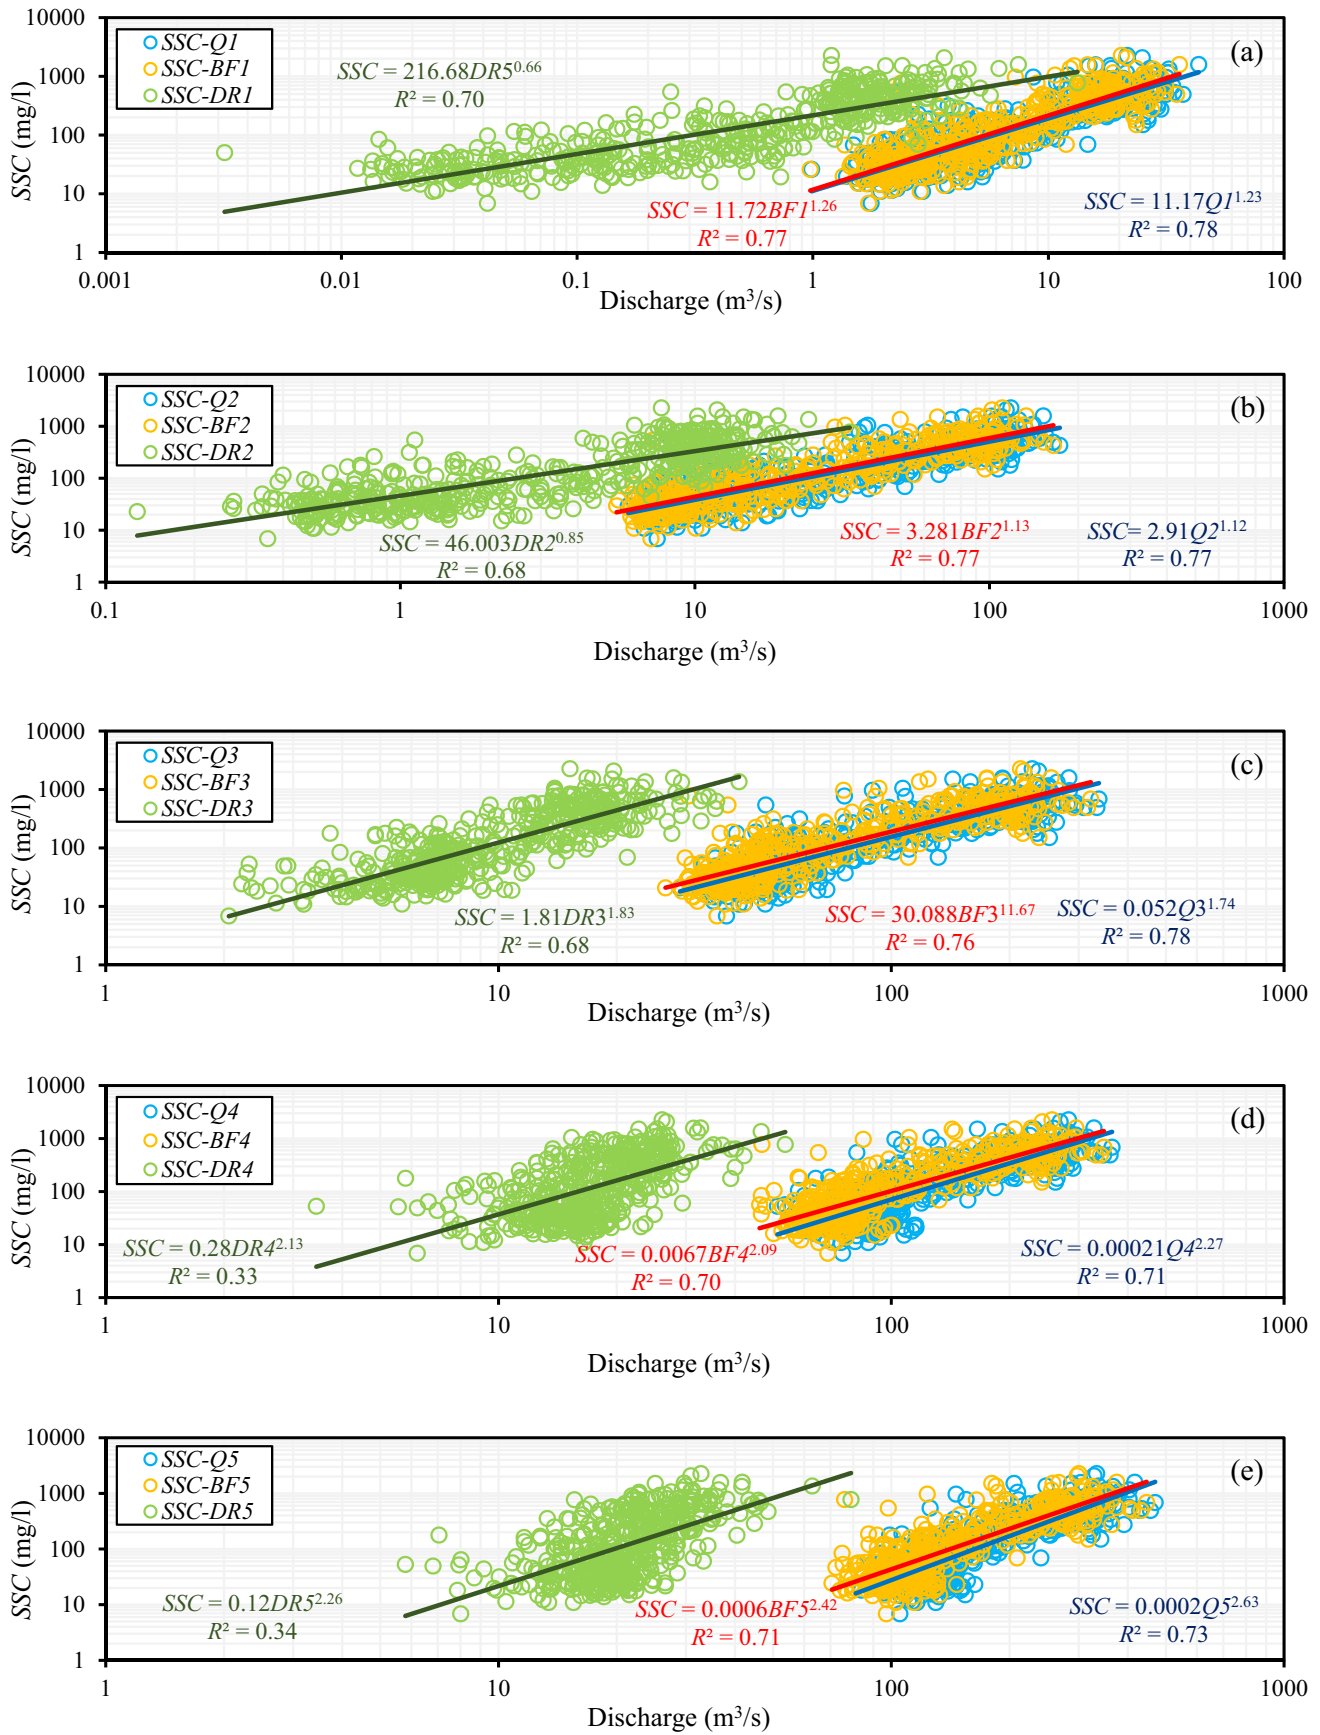 10000
1000
100
10
1
SSC (mg/l)
SSC-Q1
SSC-BF1
SSC-DR1
(a)
SSC = 216.68DR5^0.66
R² = 0.70
SSC = 11.72BF1^1.26
R² = 0.77
SSC = 11.17Q1^1.23
R² = 0.78
0.001 0.01 0.1 1 10 100
Discharge (m³/s)
10000
1000
100
10
1
SSC (mg/l)
SSC-Q2
SSC-BF2
SSC-DR2
(b)
SSC = 46.003DR2^0.85
R² = 0.68
SSC = 3.281BF2^1.13
R² = 0.77
SSC= 2.91Q2^1.12
R² = 0.77
0.1 1 10 100 1000
Discharge (m³/s)
10000
1000
100
10
1
SSC (mg/l)
SSC-Q3
SSC-BF3
SSC-DR3
(c)
SSC = 1.81DR3^1.83
R² = 0.68
SSC = 30.088BF3^11.67
R² = 0.76
SSC = 0.052Q3^1.74
R² = 0.78
1 10 100 1000
Discharge (m³/s)
10000
1000
100
10
1
SSC (mg/l)
SSC-Q4
SSC-BF4
SSC-DR4
(d)
SSC = 0.28DR4^2.13
R² = 0.33
SSC = 0.0067BF4^2.09
R² = 0.70
SSC = 0.00021Q4^2.27
R² = 0.71
1 10 100 1000
Discharge (m³/s)
10000
1000
100
10
1
SSC (mg/l)
SSC-Q5
SSC-BF5
SSC-DR5
(e)
SSC = 0.12DR5^2.26
R² = 0.34
SSC = 0.0006BF5^2.42
R² = 0.71
SSC = 0.0002Q5^2.63
R² = 0.73
1 10 100 1000
Discharge (m³/s)